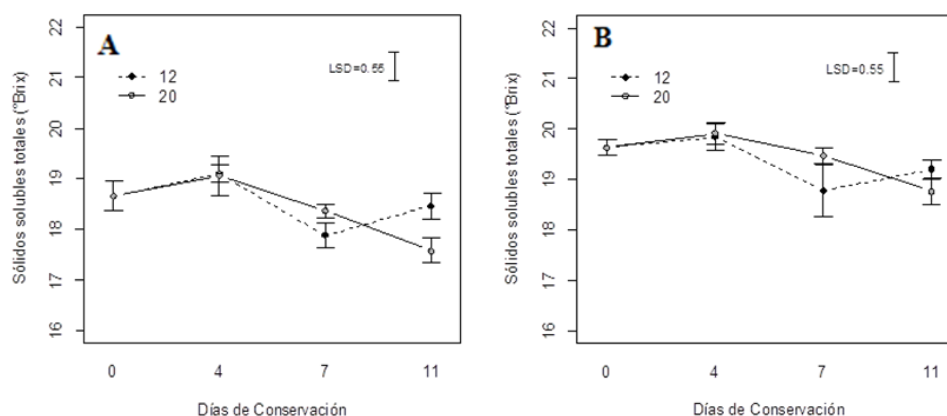 A
LSD=0.55
12
20
Sólidos solubles totales (°Brix)
22
21
20
19
18
17
16
0 4 7 11
Días de Conservación
B
LSD=0.55
12
20
Sólidos solubles totales (°Brix)
22
21
20
19
18
17
16
0 4 7 11
Días de Conservación